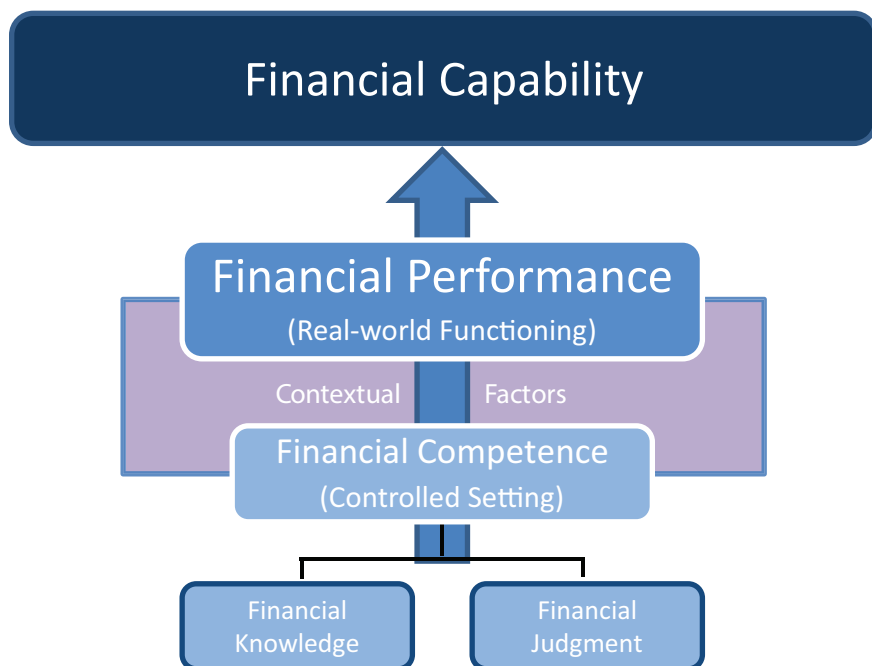 Financial Capability
Financial Performance
(Real-world Functioning)
Contextual Factors
Financial Competence
(Controlled Setting)
Financial
Knowledge
Financial
Judgment